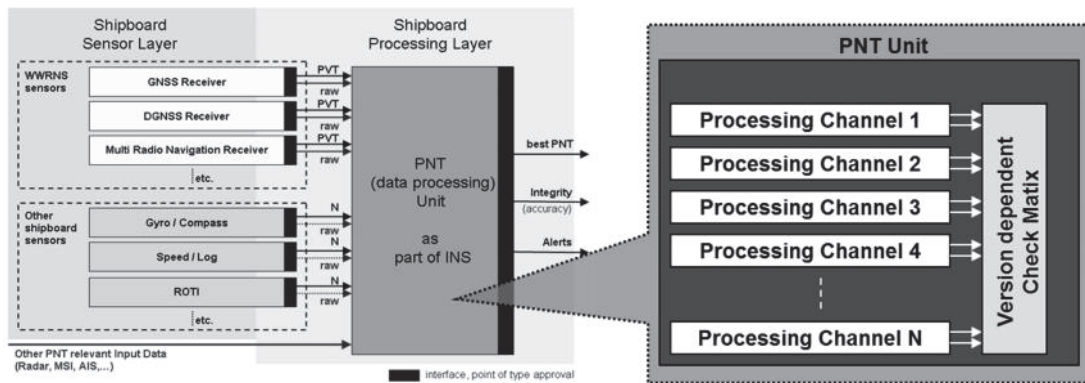 Shipboard
Sensor Layer
Shipboard
Processing Layer
WWRNS
sensors
GNSS Receiver
PVT
raw
DGNSS Receiver
PVT
raw
Multi Radio Navigation Receiver
PVT
raw
etc.
Other
shipboard
sensors
Gyro / Compass
N
raw
Speed / Log
N
raw
ROTI
N
raw
etc.
Other PNT relevant Input Data
(Radar, MSI, AIS,...)
PNT
(data processing)
Unit
as
part of INS
best PNT
Integrity
(accuracy)
Alerts
interface, point of type approval
PNT Unit
Processing Channel 1
Processing Channel 2
Processing Channel 3
Processing Channel 4
Processing Channel N
Version dependent
Check Matix